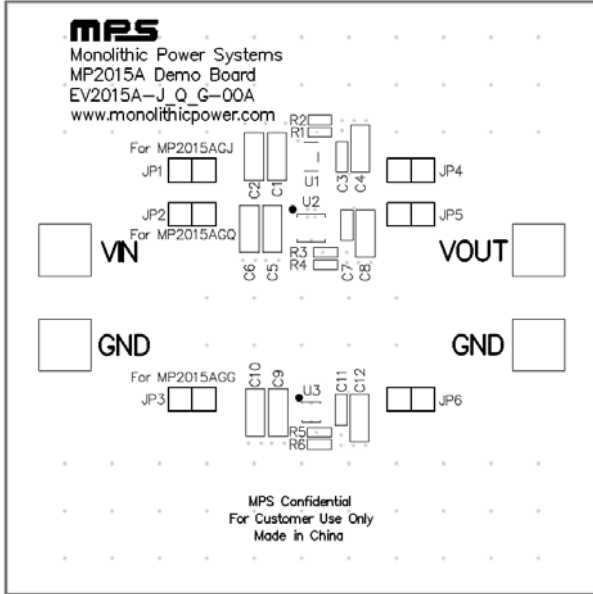 MPS
Monolithic Power Systems
MP2015A Demo Board
EV2015A-J_Q_G-00A
www.monolithicpower.com
R2
R1
For MP2015AGJ
JP1
C2
C1
U1
C3
C4
JP4
JP2
U2
JP5
For MP2015AGQ
VIN
C6
C5
R3
R4
C7
C8
VOUT
GND
GND
For MP2015AGG
JP3
C10
C9
U3
C11
C12
JP6
R5
R6
MPS Confidential
For Customer Use Only
Made in China